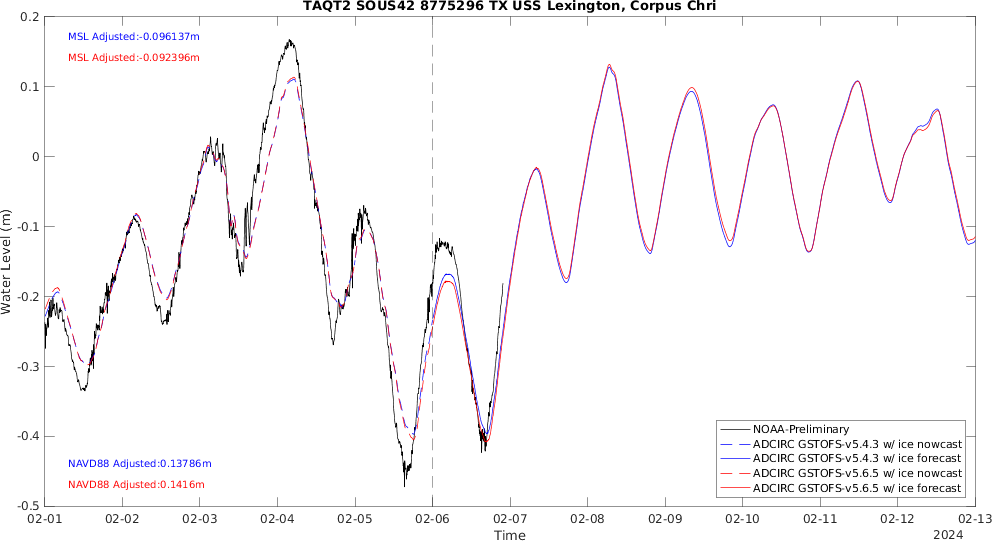 TAQT2 SOUS42 8775296 TX USS Lexington, Corpus Chri
MSL Adjusted:-0.096137m
MSL Adjusted:-0.092396m
0.2
0.1
0
-0.1
-0.2
-0.3
-0.4
-0.5
Water Level (m)
NAVD88 Adjusted:0.13786m
NAVD88 Adjusted:0.1416m
NOAA-Preliminary
ADCIRC GSTOFS-v5.4.3 w/ ice nowcast
ADCIRC GSTOFS-v5.4.3 w/ ice forecast
ADCIRC GSTOFS-v5.6.5 w/ ice nowcast
ADCIRC GSTOFS-v5.6.5 w/ ice forecast
02-01 02-02 02-03 02-04 02-05 02-06 02-07 02-08 02-09 02-10 02-11 02-12 02-13
Time
2024